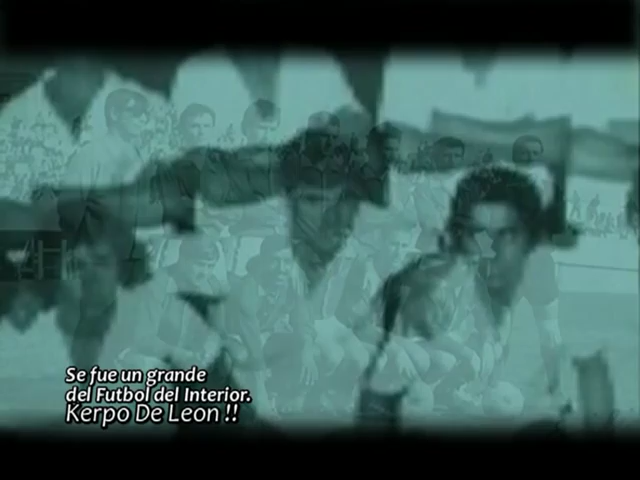 Se fue un grande
del Futbol del Interior.
Kerpo De Leon !!